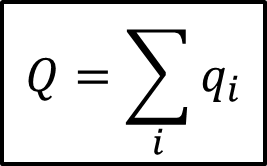 Q = ∑_i q_i